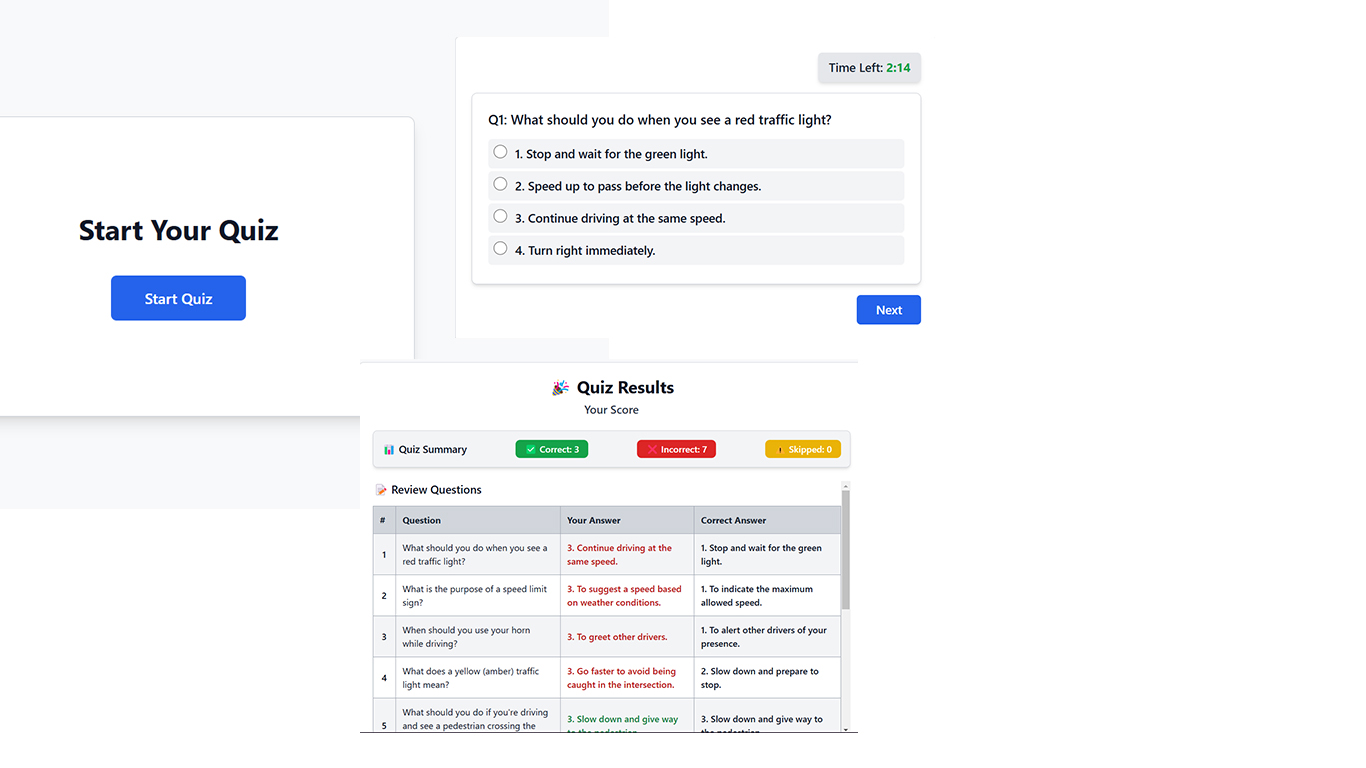 Start Your Quiz
Start Quiz
Time Left: 2:14
Q1: What should you do when you see a red traffic light?
1. Stop and wait for the green light.
2. Speed up to pass before the light changes.
3. Continue driving at the same speed.
4. Turn right immediately.
Next
Quiz Results
Your Score
Quiz Summary
Correct: 3
Incorrect: 7
Skipped: 0
Review Questions
# Question Your Answer Correct Answer
1
What should you do when you see a
red traffic light?
3. Continue driving at the
same speed.
1. Stop and wait for the green
light.
2
What is the purpose of a speed limit
sign?
3. To suggest a speed based
on weather conditions.
1. To indicate the maximum
allowed speed.
3
When should you use your horn
while driving?
3. To greet other drivers.
1. To alert other drivers of your
presence.
4
What does a yellow (amber) traffic
light mean?
3. Go faster to avoid being
caught in the intersection.
2. Slow down and prepare to
stop.
5
What should you do if you're driving
and see a pedestrian crossing the
3. Slow down and give way
to the pedestrian
3. Slow down and give way to
the pedestrian